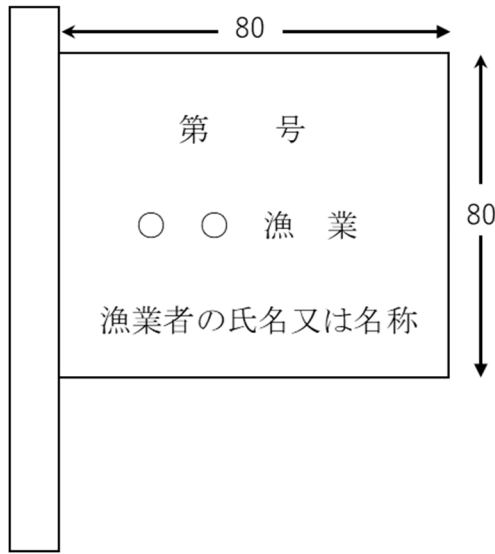 80
第　　号
○　○　漁　業
80
漁業者の氏名又は名称